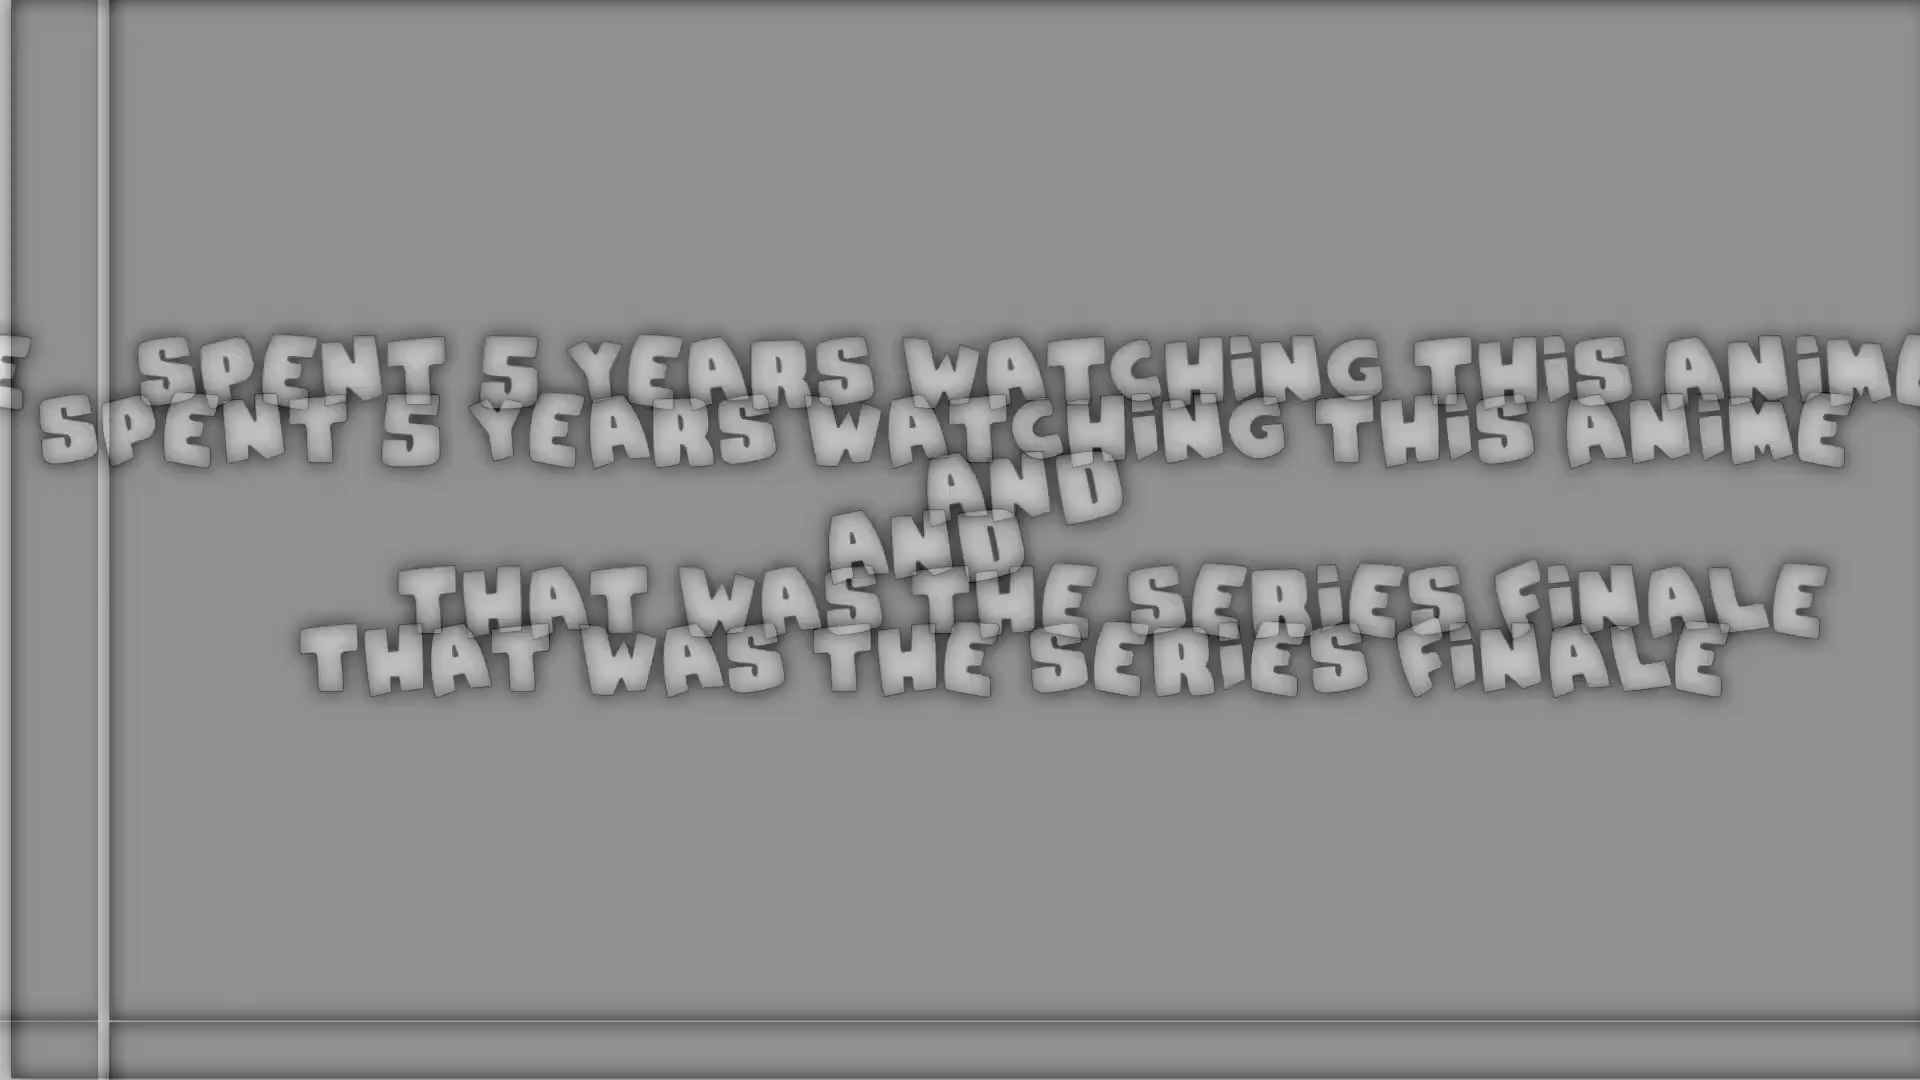 SPENT 5 YEARS WATCHING THIS ANIME
SPENT 5 YEARS WATCHING THIS ANIME
AND
AND
THAT WAS THE SERIES FINALE
THAT WAS THE SERIES FINALE